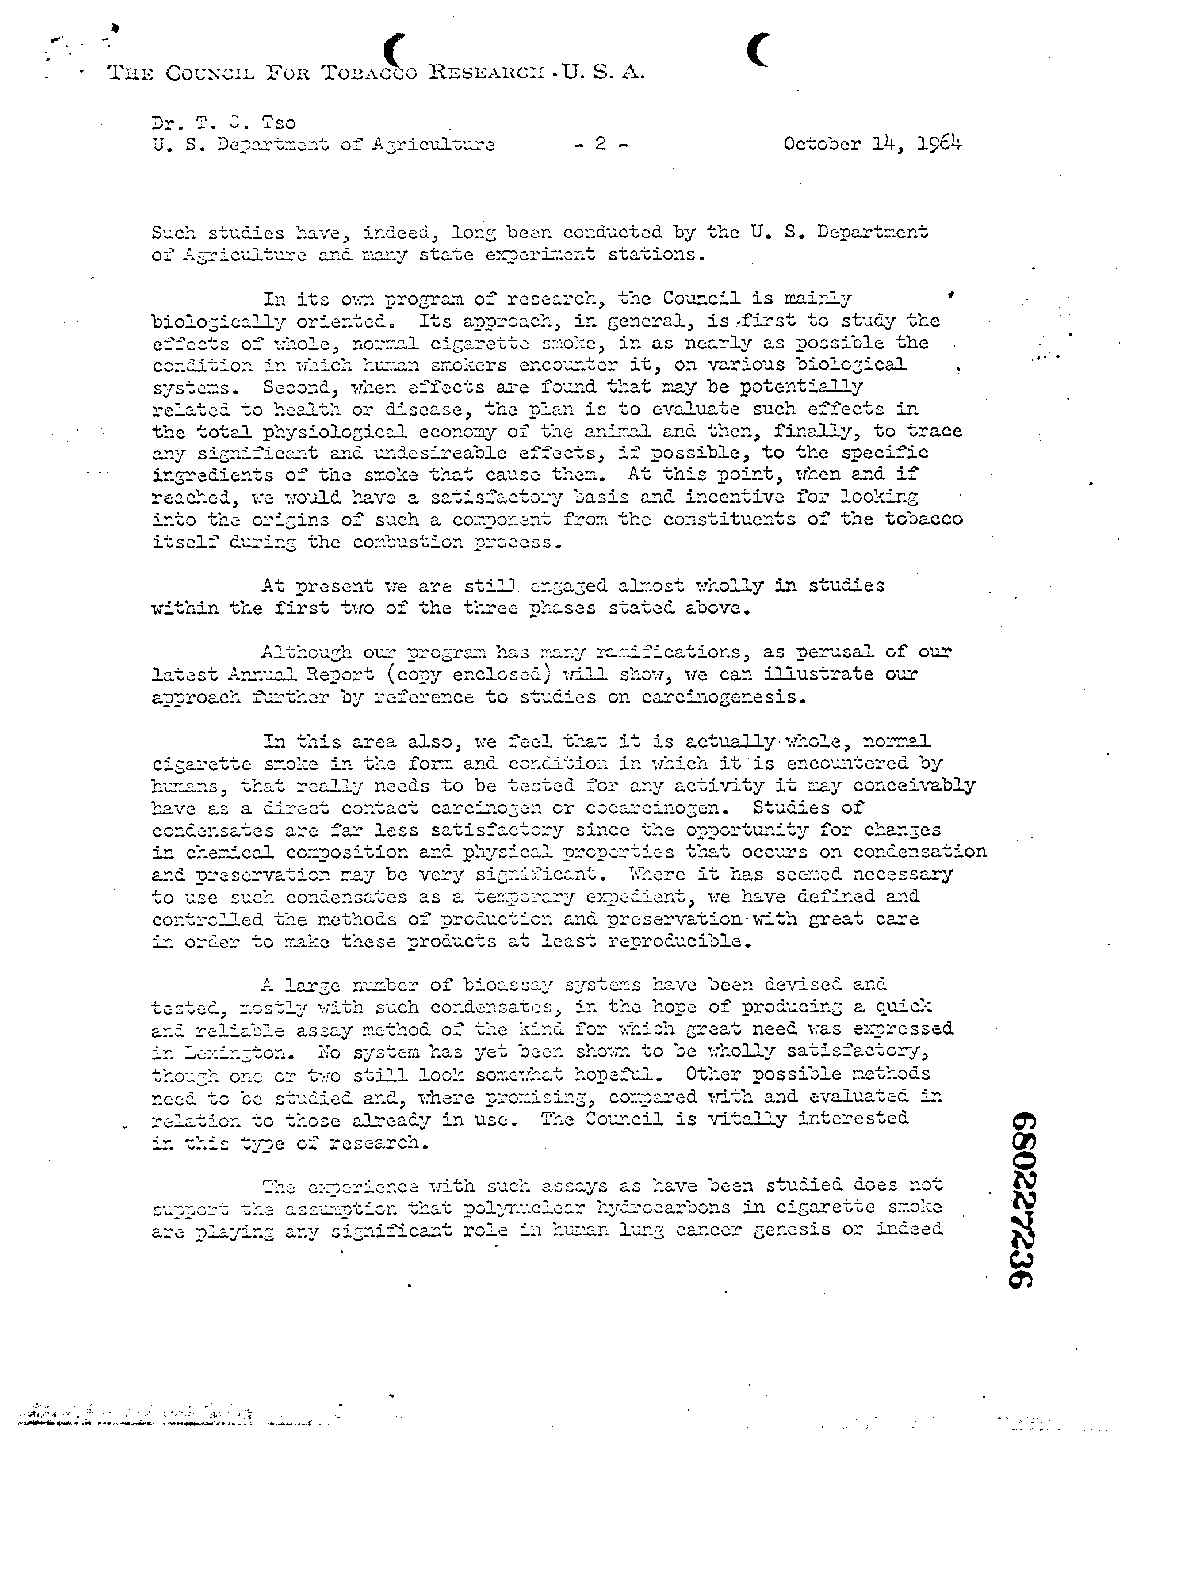 THE COUNCIL FOR TOBACCO RESEARCH - U. S. A.
Dr. T. C. Tso
U. S. Department of Agriculture - 2 - October 14, 1964
Such studies have, indeed, long been conducted by the U. S. Department
of Agriculture and many state experiment stations.
In its own program of research, the Council is mainly
biologically oriented. Its approach, in general, is first to study the
effects of whole, normal cigarette smoke, in as nearly as possible the
condition in which human smokers encounter it, on various biological
systems. Second, when effects are found that may be potentially
related to health or disease, the plan is to evaluate such effects in
the total physiological economy of the animal and then, finally, to trace
any significant and undesireable effects, if possible, to the specific
ingredients of the smoke that cause them. At this point, when and if
reached, we would have a satisfactory basis and incentive for looking
into the origins of such a component from the constituents of the tobacco
itself during the combustion process.
At present we are still engaged almost wholly in studies
within the first two of the three phases stated above.
Although our program has many ramifications, as perusal of our
latest Annual Report (copy enclosed) will show, we can illustrate our
approach further by reference to studies on carcinogenesis.
In this area also, we feel that it is actually whole, normal
cigarette smoke in the form and condition in which it is encountered by
humans, that really needs to be tested for any activity it may conceivably
have as a direct contact carcinogen or cocarcinogen. Studies of
condensates are far less satisfactory since the opportunity for changes
in chemical composition and physical properties that occurs on condensation
and preservation may be very significant. Where it has seemed necessary
to use such condensates as a temporary expedient, we have defined and
controlled the methods of production and preservation with great care
in order to make these products at least reproducible.
A large number of bioassay systems have been devised and
tested, mostly with such condensates, in the hope of producing a quick
and reliable assay method of the kind for which great need was expressed
in Lexington. No system has yet been shown to be wholly satisfactory,
though one or two still look somewhat hopeful. Other possible methods
need to be studied and, where promising, compared with and evaluated in
relation to those already in use. The Council is vitally interested
in this type of research.
The experience with such assays as have been studied does not
support the assumption that polynuclear hydrocarbons in cigarette smoke
are playing any significant role in human lung cancer genesis or indeed
680227236